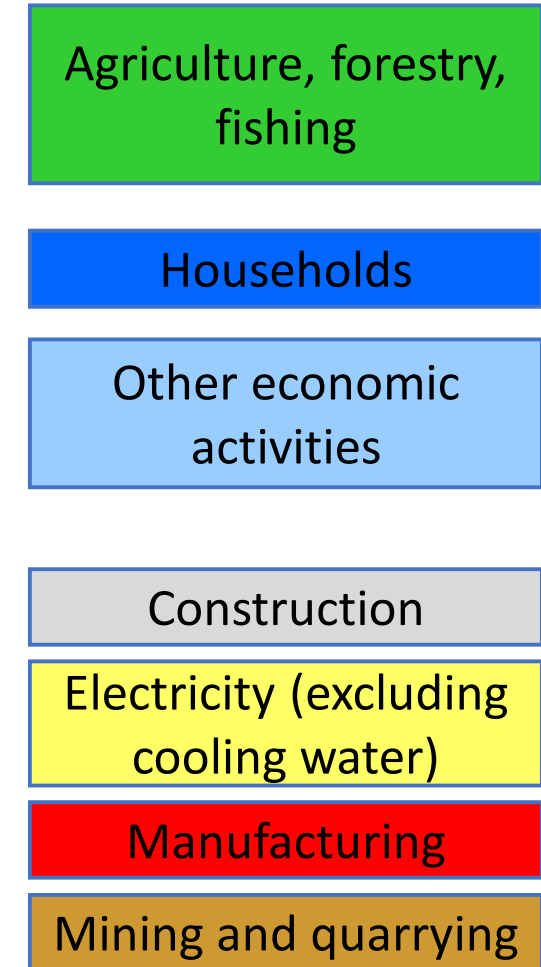 Agriculture, forestry,
fishing
Households
Other economic
activities
Construction
Electricity (excluding
cooling water)
Manufacturing
Mining and quarrying